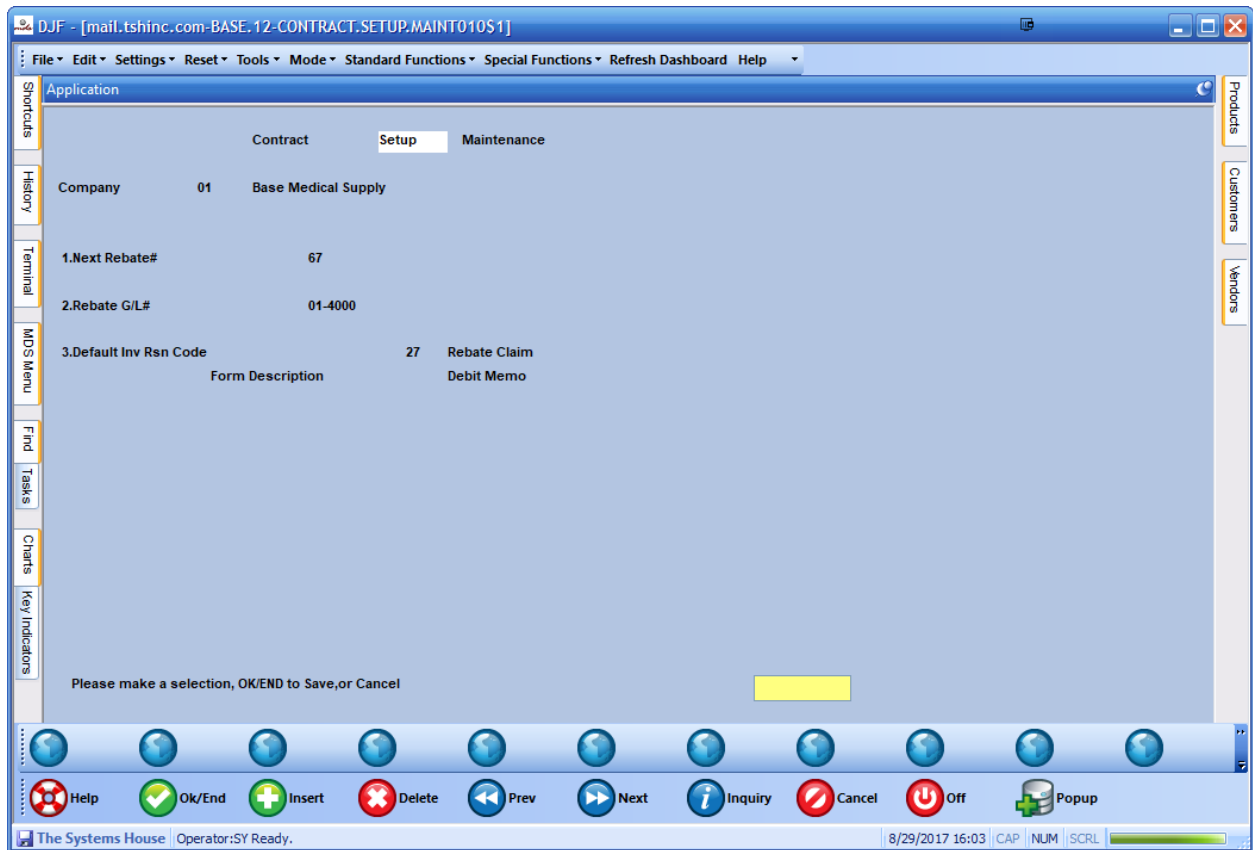 DJF - [mail.tshinc.com-BASE.12-CONTRACT.SETUP.MAINT010$1]
File Edit Settings Reset Tools Mode Standard Functions Special Functions Refresh Dashboard Help
Application
Shortcuts
History
Terminal
MDS Menu
Find
Tasks
Charts
Key Indicators
Products
Customers
Vendors
Contract Setup Maintenance
Company 01 Base Medical Supply
1.Next Rebate# 67
2.Rebate G/L# 01-4000
3.Default Inv Rsn Code 27 Rebate Claim
Form Description Debit Memo
Please make a selection, OK/END to Save,or Cancel
Help Ok/End Insert Delete Prev Next Inquiry Cancel Off Popup
The Systems House Operator:SY Ready. 8/29/2017 16:03 CAP NUM SCRL